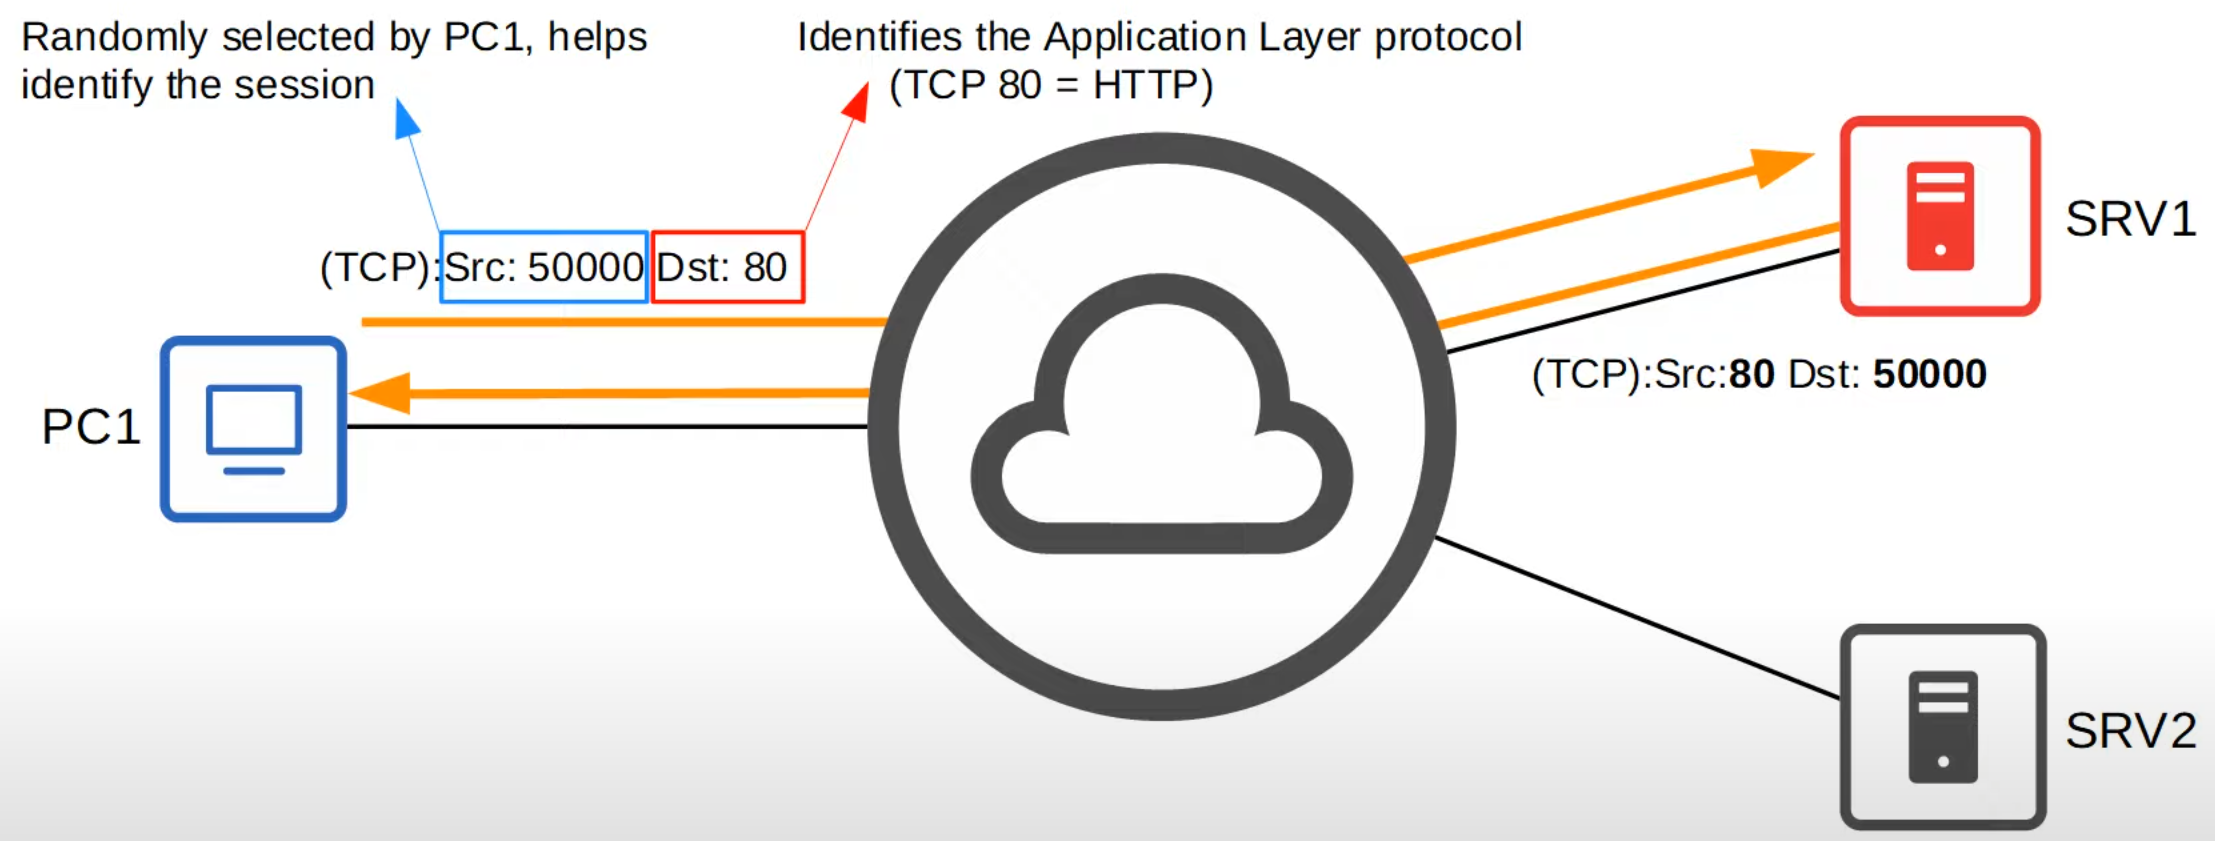 Randomly selected by PC1, helps
identify the session
Identifies the Application Layer protocol
(TCP 80 = HTTP)
(TCP):Src: 50000 Dst: 80
SRV1
(TCP):Src:80 Dst: 50000
PC1
SRV2